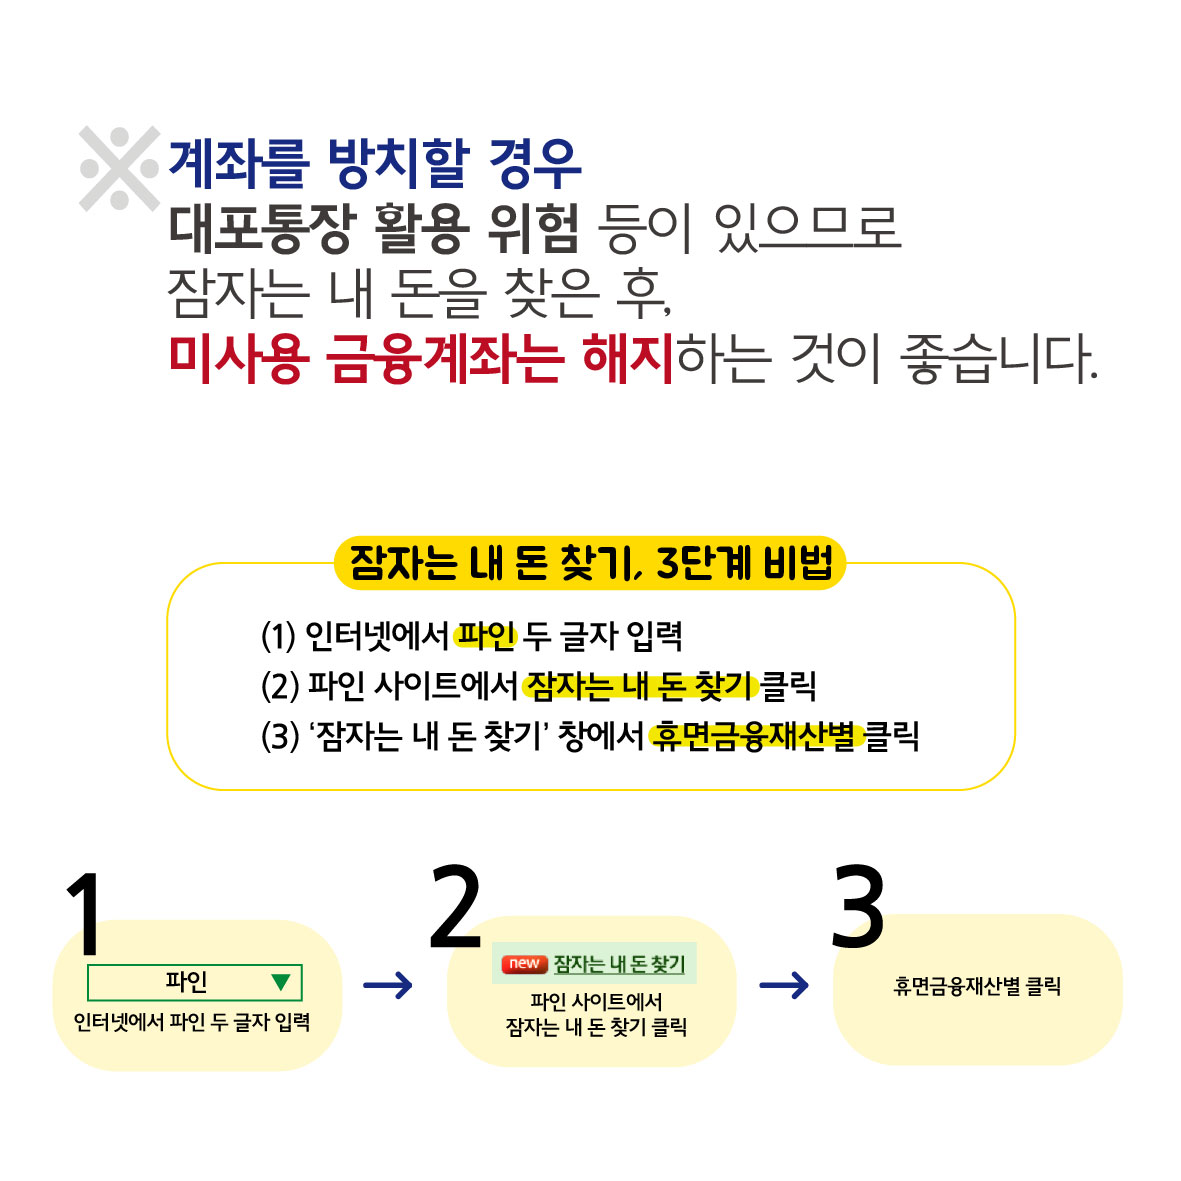 ※계좌를 방치할 경우
대포통장 활용 위험 등이 있으므로
잠자는 내 돈을 찾은 후,
미사용 금융계좌는 해지하는 것이 좋습니다.
잠자는 내 돈 찾기, 3단계 비법
(1) 인터넷에서 파인 두 글자 입력
(2) 파인 사이트에서 잠자는 내 돈 찾기 클릭
(3) ‘잠자는 내 돈 찾기’ 창에서 휴면금융재산별 클릭
1
파인 ▼
인터넷에서 파인 두 글자 입력
→
2
new 잠자는 내 돈 찾기
파인 사이트에서
잠자는 내 돈 찾기 클릭
→
3
휴면금융재산별 클릭